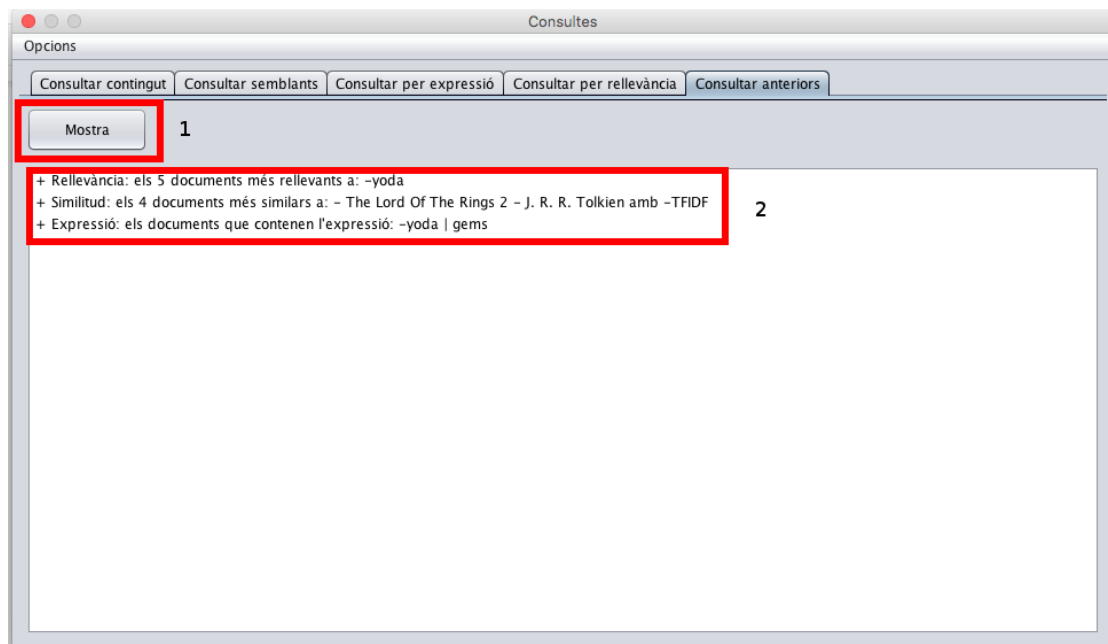 Consultes
Opcions
Consultar contingut Consultar semblants Consultar per expressió Consultar per rellevància Consultar anteriors
Mostra 1
+ Rellevància: els 5 documents més rellevants a: -yoda
+ Similitud: els 4 documents més similars a: - The Lord Of The Rings 2 - J. R. R. Tolkien amb -TFIDF
+ Expressió: els documents que contenen l'expressió: -yoda | gems
2